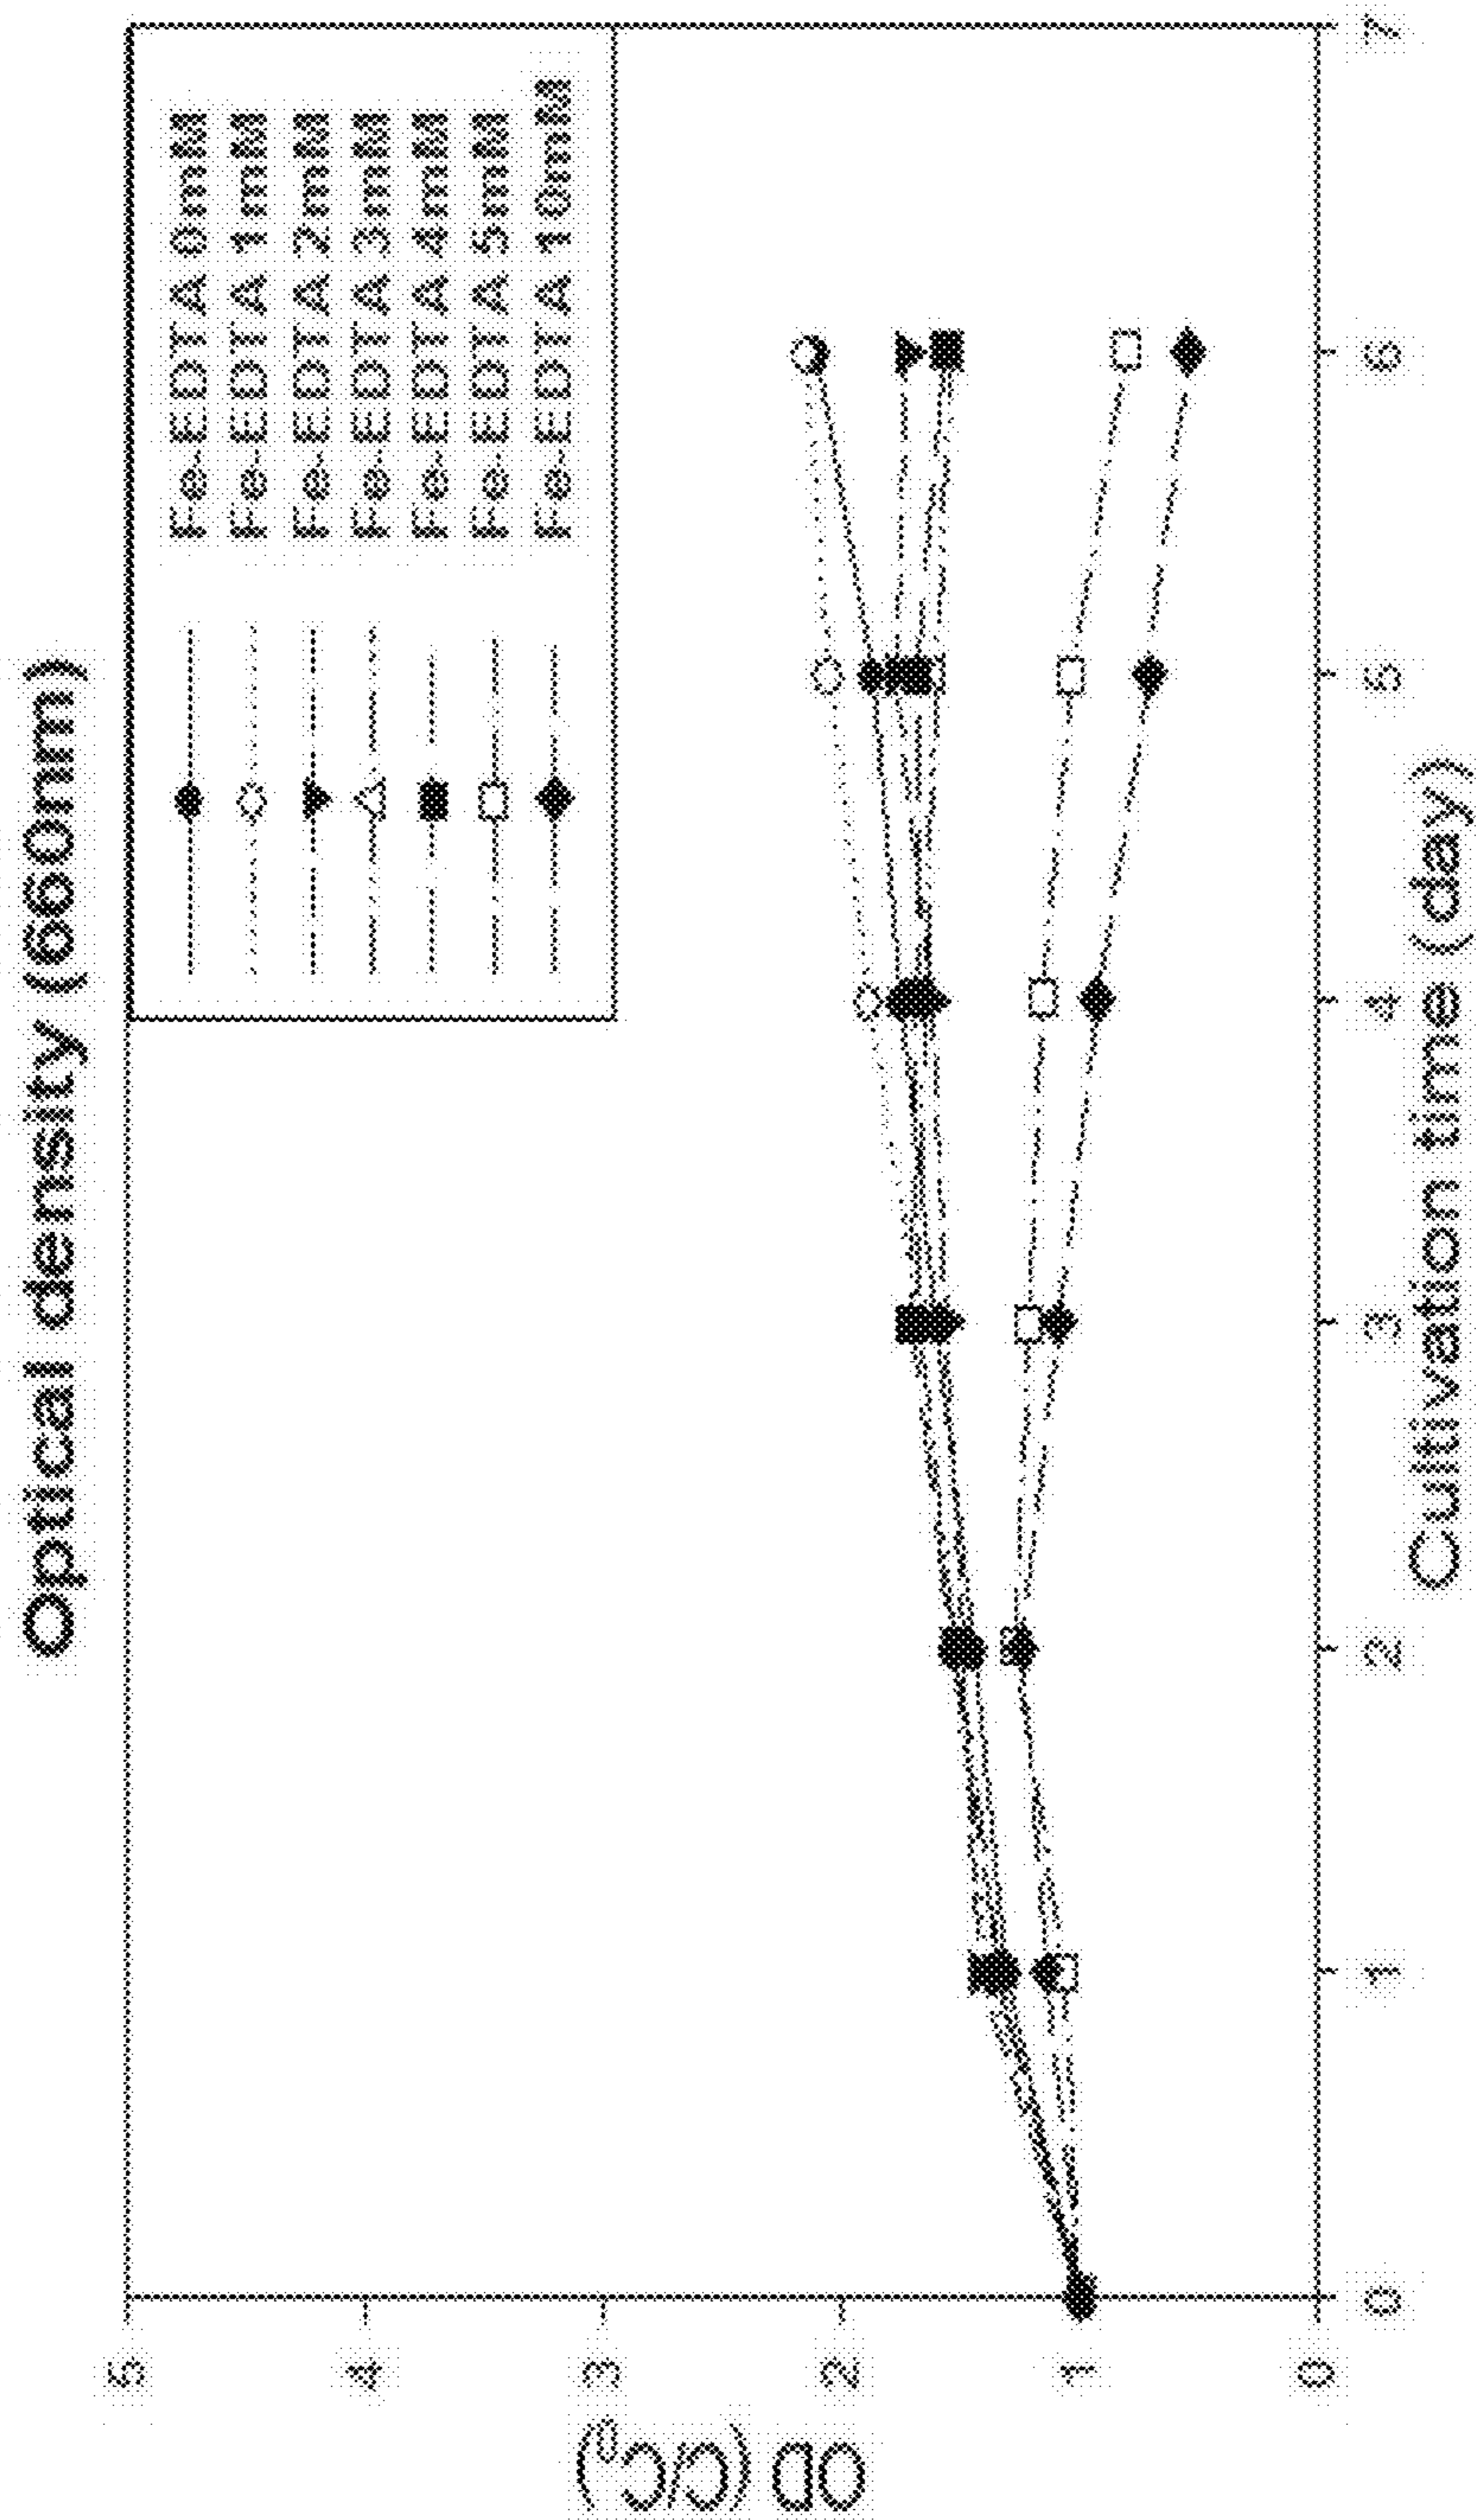 Optical density (660nm)
Fe-EDTA 0mM
Fe-EDTA 1mM
Fe-EDTA 2mM
Fe-EDTA 3mM
Fe-EDTA 4mM
Fe-EDTA 5mM
Fe-EDTA 10mM
OD (C/C₀)
5
4
3
2
1
0
0 1 2 3 4 5 6 7
Cultivation time (day)